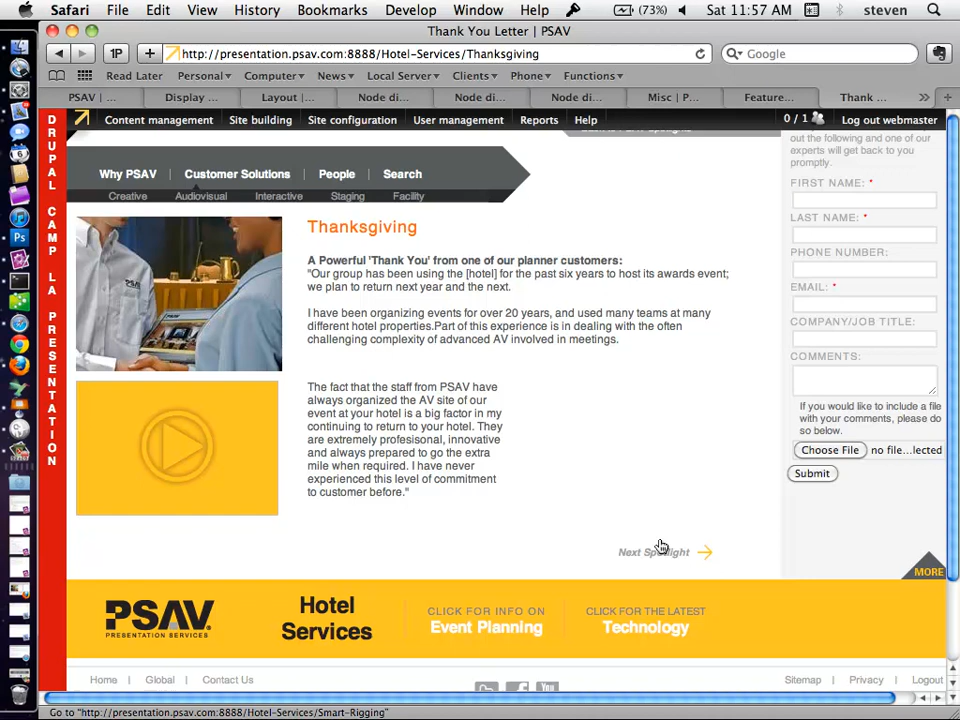 Safari File Edit View History Bookmarks Develop Window Help (73%) Sat 11:57 AM steven
Thank You Letter | PSAV
1P + http://presentation.psav.com:8888/Hotel-Services/Thanksgiving Google
Read Later Personal Computer News Local Server Clients Phone Functions
PSAV | ... Display ... Layout |... Node di... Node di... Node di... Misc | P... Feature... Thank ... >> +
Content management Site building Site configuration User management Reports Help 0 / 1 Log out webmaster
DRUPAL CAMP LA PRESENTATION
Why PSAV | Customer Solutions | People | Search
Creative Audiovisual Interactive Staging Facility
Thanksgiving
A Powerful 'Thank You' from one of our planner customers:
"Our group has been using the [hotel] for the past six years to host its awards event;
we plan to return next year and the next.
I have been organizing events for over 20 years, and used many teams at many
different hotel properties.Part of this experience is in dealing with the often
challenging complexity of advanced AV involved in meetings.
The fact that the staff from PSAV have
always organized the AV site of our
event at your hotel is a big factor in my
continuing to return to your hotel. They
are extremely profesisonal, innovative
and always prepared to go the extra
mile when required. I have never
experienced this level of commitment
to customer before."
PSAV
Next Spotlight
out the following and one of our
experts will get back to you
promptly.
FIRST NAME: *
LAST NAME: *
PHONE NUMBER:
EMAIL: *
COMPANY/JOB TITLE:
COMMENTS:
If you would like to include a file
with your comments, please do
so below.
Choose File no file...lected
Submit
MORE
PSAV
PRESENTATION SERVICES
Hotel
Services
CLICK FOR INFO ON
Event Planning
CLICK FOR THE LATEST
Technology
Home Global Contact Us Sitemap Privacy Logout
Go to "http://presentation.psav.com:8888/Hotel-Services/Smart-Rigging"